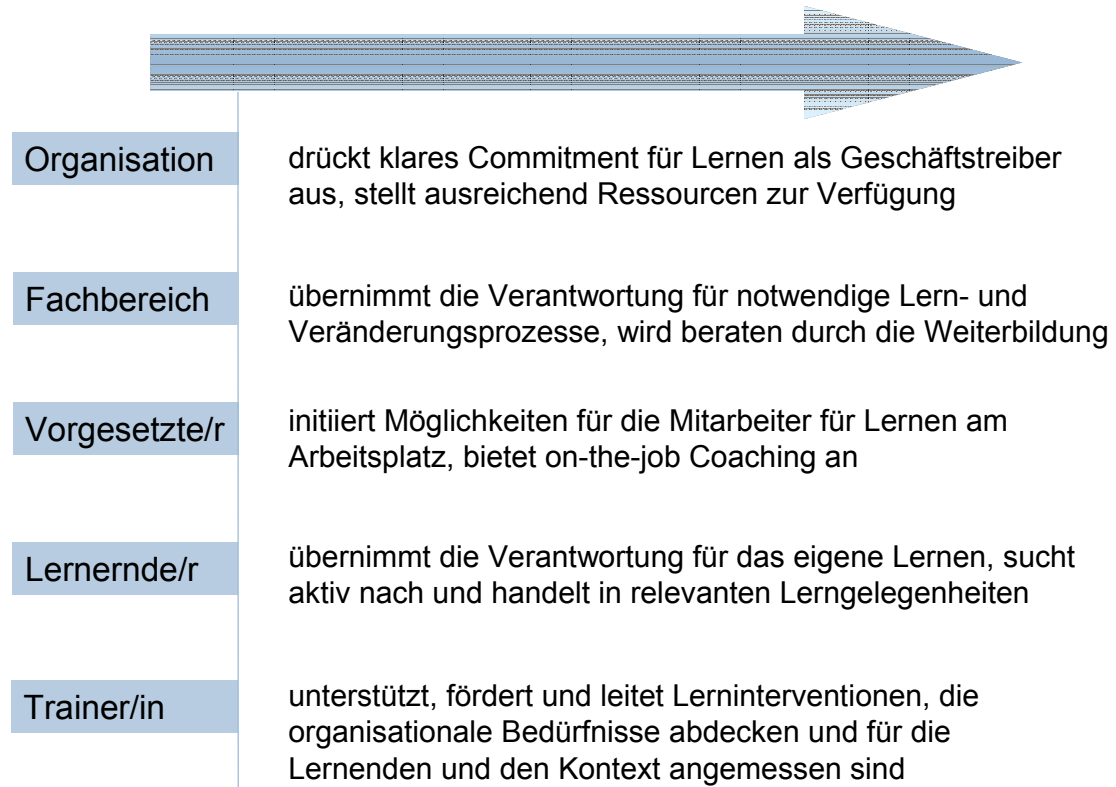 Organisation
drückt klares Commitment für Lernen als Geschäftstreiber
aus, stellt ausreichend Ressourcen zur Verfügung
Fachbereich
übernimmt die Verantwortung für notwendige Lern- und
Veränderungsprozesse, wird beraten durch die Weiterbildung
Vorgesetzte/r
initiiert Möglichkeiten für die Mitarbeiter für Lernen am
Arbeitsplatz, bietet on-the-job Coaching an
Lernernde/r
übernimmt die Verantwortung für das eigene Lernen, sucht
aktiv nach und handelt in relevanten Lerngelegenheiten
Trainer/in
unterstützt, fördert und leitet Lerninterventionen, die
organisationale Bedürfnisse abdecken und für die
Lernenden und den Kontext angemessen sind